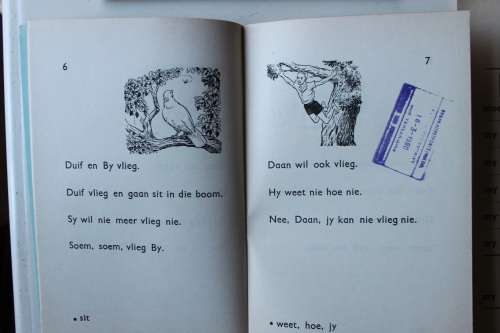 6
Duif en By vlieg.
Duif vlieg en gaan sit in die boom.
Sy wil nie meer vlieg nie.
Soem, soem, vlieg By.
• sit
7
Daan wil ook vlieg.
Hy weet nie hoe nie.
Nee, Daan, jy kan nie vlieg nie.
• weet, hoe, jy